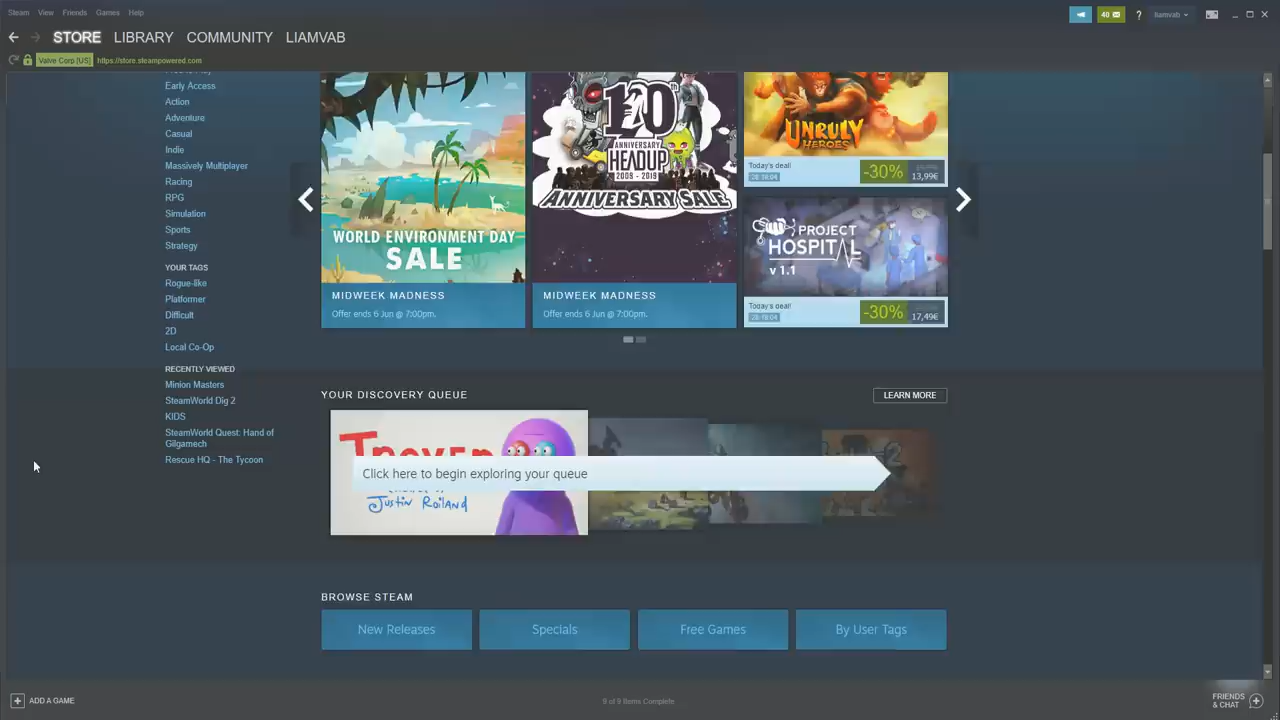 Steam View Friends Games Help
40 ? liamvab
STORE LIBRARY COMMUNITY LIAMVAB
Valve Corp [US] https://store.steampowered.com
Early Access
Action
Adventure
Casual
Indie
Massively Multiplayer
Racing
RPG
Simulation
Sports
Strategy
YOUR TAGS
Rogue-like
Platformer
Difficult
2D
Local Co-Op
RECENTLY VIEWED
Minion Masters
SteamWorld Dig 2
KIDS
SteamWorld Quest: Hand of
Gilgamech
Rescue HQ - The Tycoon
WORLD ENVIRONMENT DAY
SALE
MIDWEEK MADNESS
Offer ends 6 Jun @ 7:00pm.
10th
ANNIVERSARY
HEADUP
2009 - 2019
ANNIVERSARY SALE
MIDWEEK MADNESS
Offer ends 6 Jun @ 7:00pm.
UNRULY
HEROES
Today's deal!
-30%
13,99€
PROJECT
HOSPITAL
v 1.1
Today's deal!
-30%
17,49€
YOUR DISCOVERY QUEUE
LEARN MORE
Click here to begin exploring your queue
Justin Roiland
BROWSE STEAM
New Releases
Specials
Free Games
By User Tags
ADD A GAME
9 of 9 Items Complete
FRIENDS
& CHAT